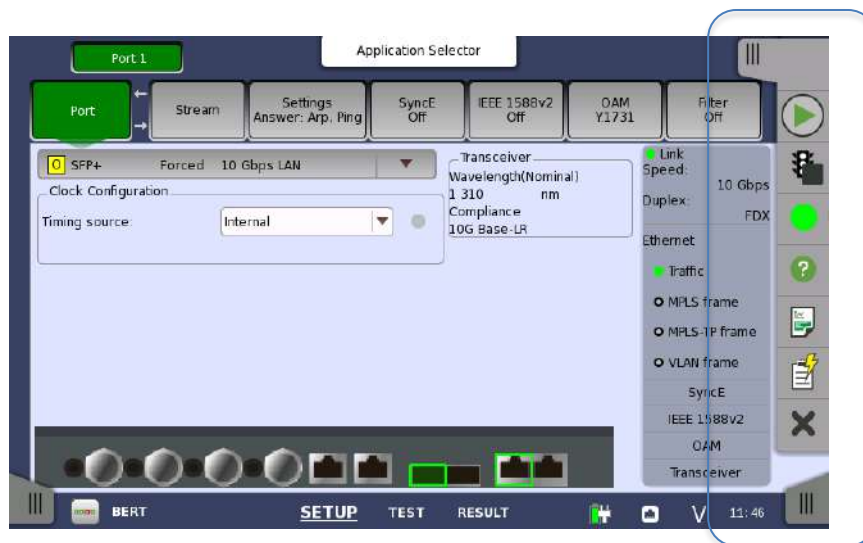 Port 1
Application Selector
Port
Stream
Settings
Answer: Arp, Ping
SyncE
Off
IEEE 1588v2
Off
OAM
Y1731
Filter
Off
O SFP+ Forced 10 Gbps LAN
Clock Configuration
Timing source:
Internal
Transceiver
Wavelength(Nominal)
1 310 nm
Compliance
10G Base-LR
Link
Speed:
10 Gbps
Duplex:
FDX
Ethernet
Traffic
MPLS frame
MPLS-TP frame
VLAN frame
SyncE
IEEE 1588v2
OAM
Transceiver
?
BERT
SETUP
TEST
RESULT
V
11:46